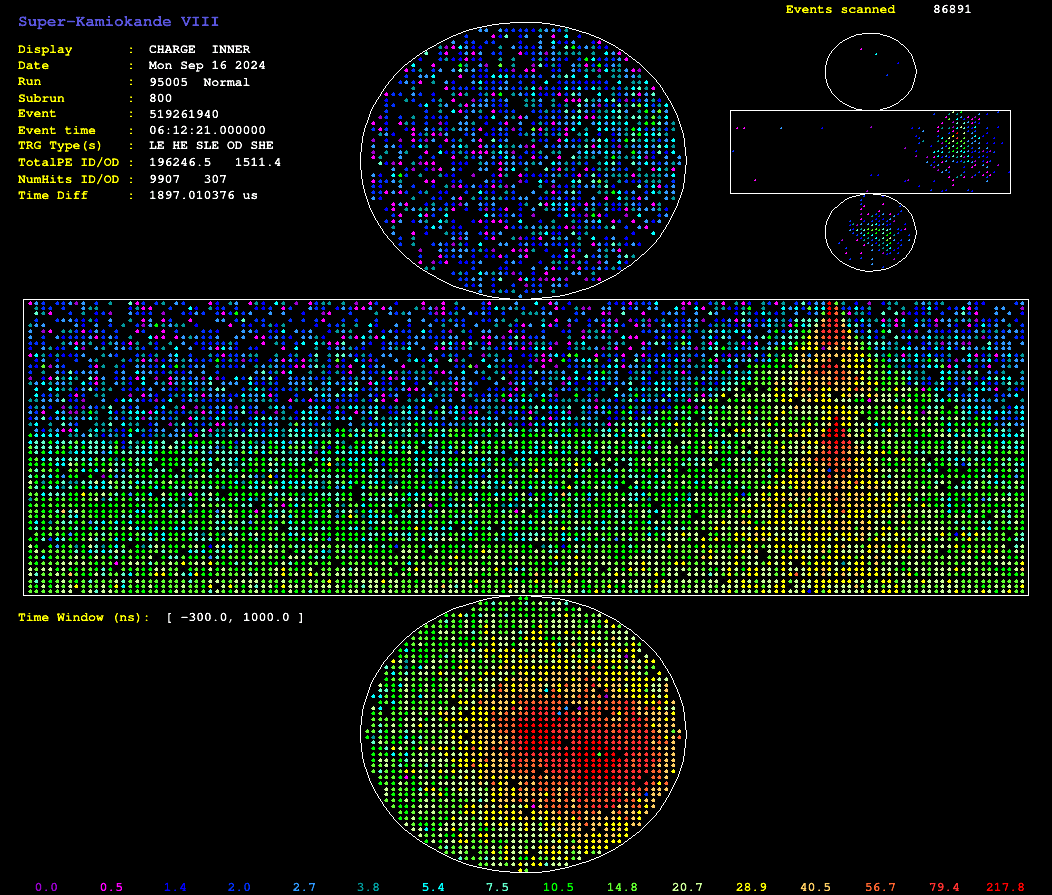 Super-Kamiokande VIII
Events scanned 86891
Display : CHARGE INNER
Date : Mon Sep 16 2024
Run : 95005 Normal
Subrun : 800
Event : 519261940
Event time : 06:12:21.000000
TRG Type(s) : LE HE SLE OD SHE
TotalPE ID/OD : 196246.5 1511.4
NumHits ID/OD : 9907 307
Time Diff : 1897.010376 us
Time Window (ns): [ -300.0, 1000.0 ]
0.0 0.5 1.4 2.0 2.7 3.8 5.4 7.5 10.5 14.8 20.7 28.9 40.5 56.7 79.4 217.8